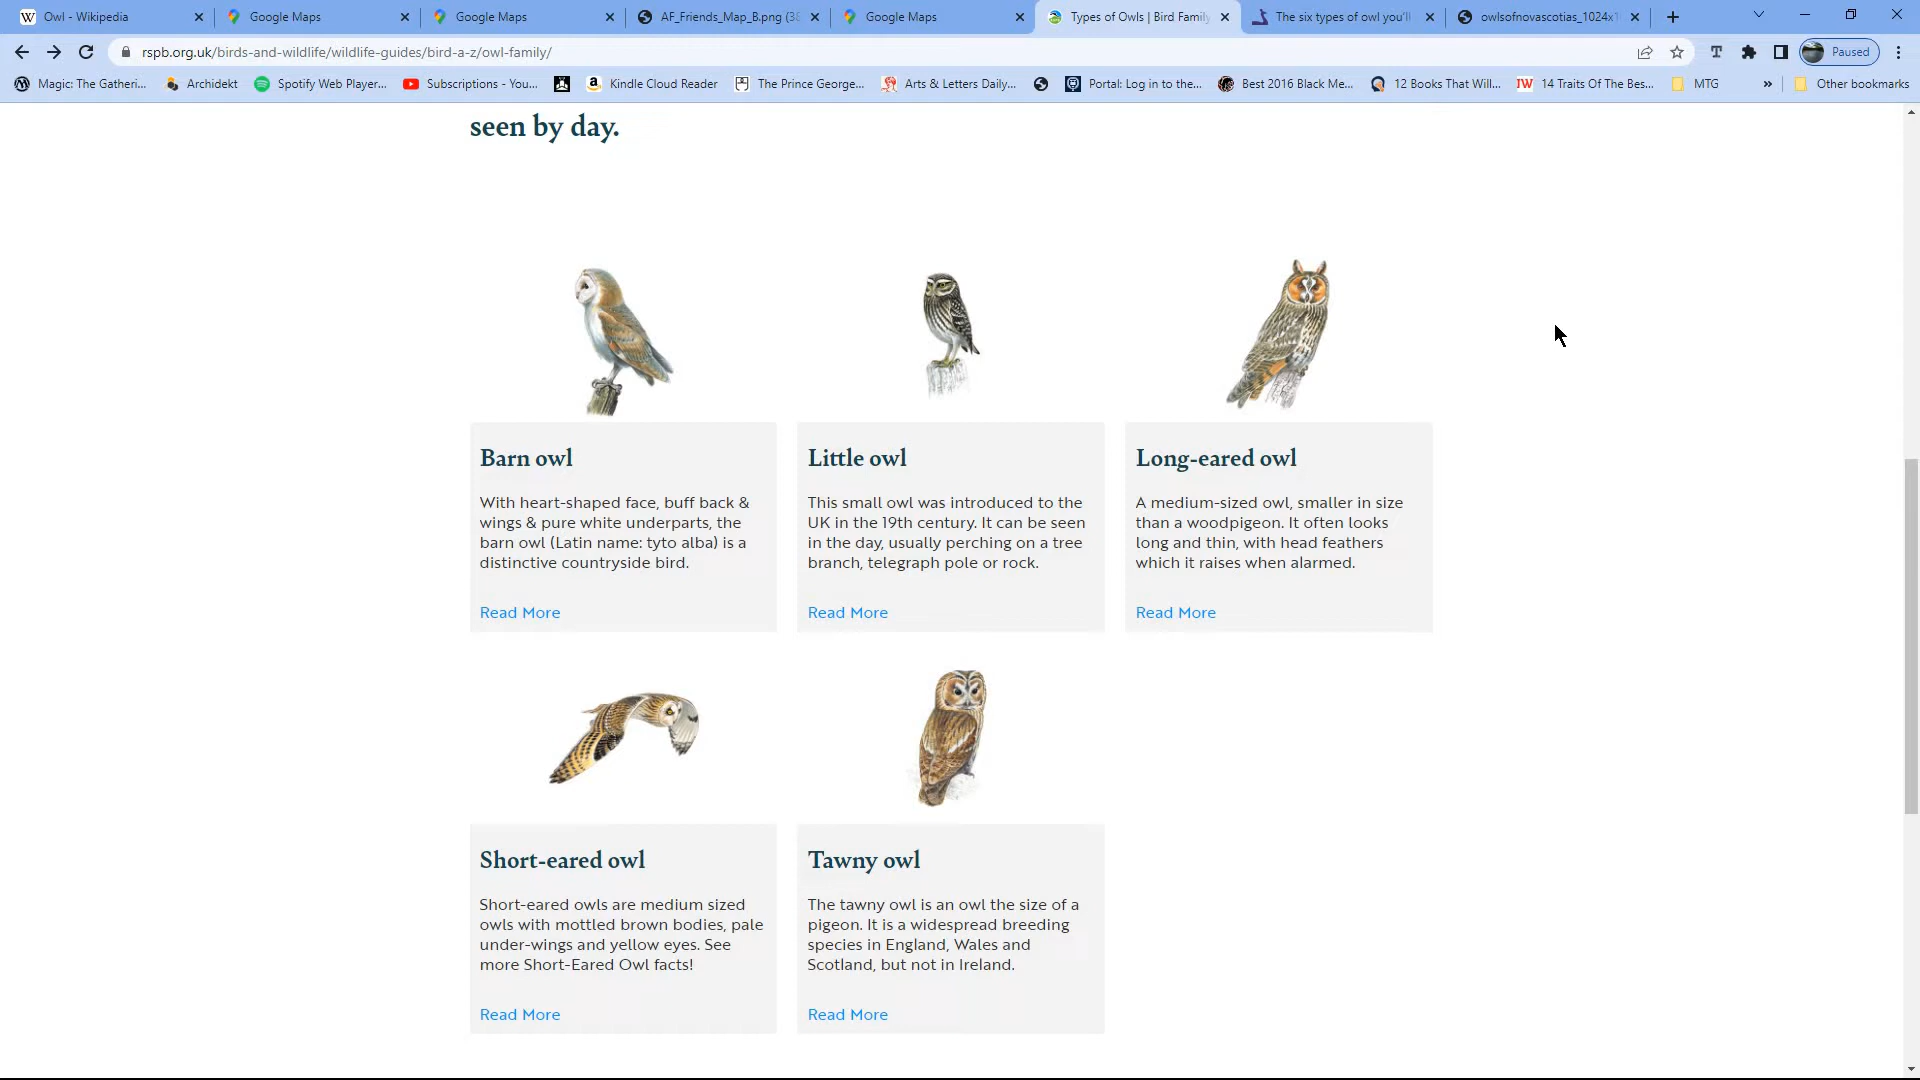 Owl - Wikipedia
Google Maps
Google Maps
AF_Friends_Map_B.png (38
Google Maps
Types of Owls | Bird Family
The six types of owl you'll
owlsofnovascotias_1024x1
rspb.org.uk/birds-and-wildlife/wildlife-guides/bird-a-z/owl-family/
Paused
Magic: The Gatheri...
Archidekt
Spotify Web Player...
Subscriptions - You...
Kindle Cloud Reader
The Prince George...
Arts & Letters Daily...
Portal: Log in to the...
Best 2016 Black Me...
12 Books That Will...
14 Traits Of The Bes...
MTG
Other bookmarks
seen by day.
Barn owl
With heart-shaped face, buff back &
wings & pure white underparts, the
barn owl (Latin name: tyto alba) is a
distinctive countryside bird.
Read More
Little owl
This small owl was introduced to the
UK in the 19th century. It can be seen
in the day, usually perching on a tree
branch, telegraph pole or rock.
Read More
Long-eared owl
A medium-sized owl, smaller in size
than a woodpigeon. It often looks
long and thin, with head feathers
which it raises when alarmed.
Read More
Short-eared owl
Short-eared owls are medium sized
owls with mottled brown bodies, pale
under-wings and yellow eyes. See
more Short-Eared Owl facts!
Read More
Tawny owl
The tawny owl is an owl the size of a
pigeon. It is a widespread breeding
species in England, Wales and
Scotland, but not in Ireland.
Read More